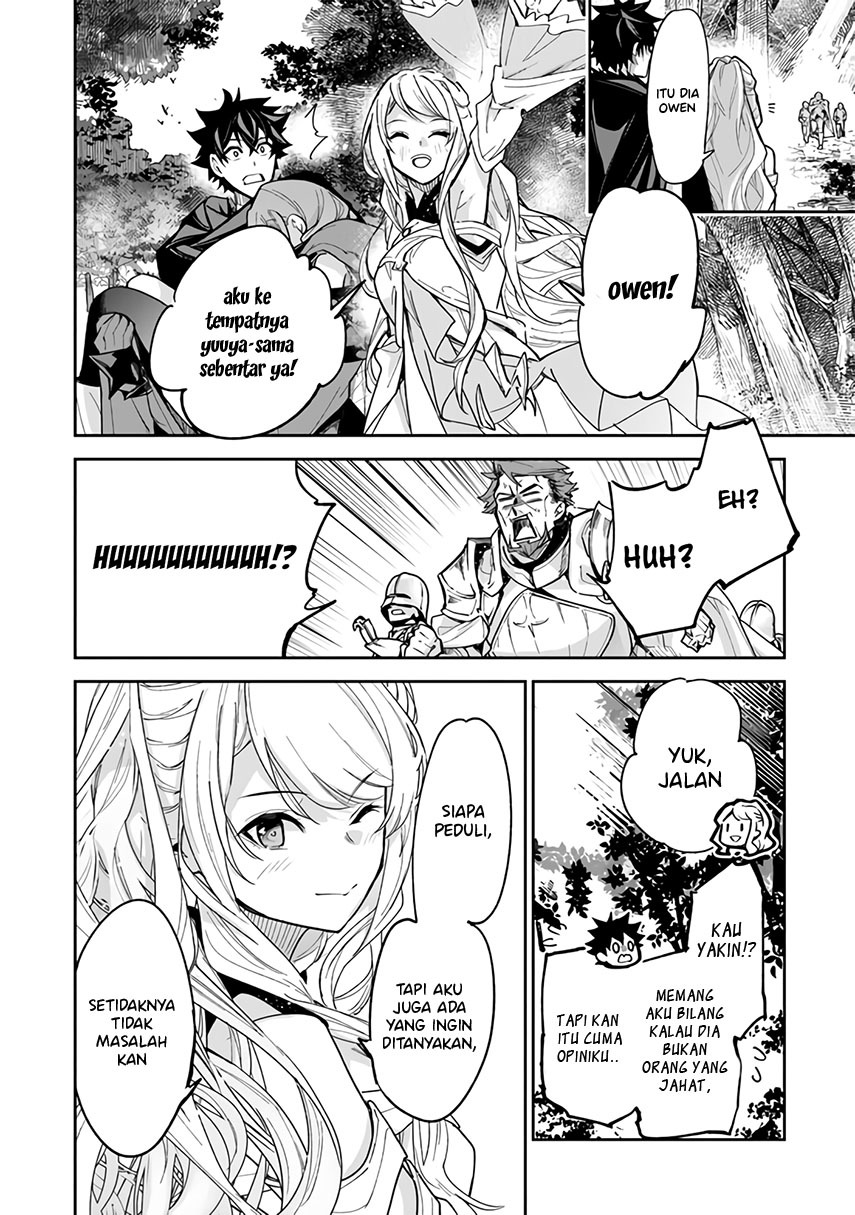 ITU DIA
OWEN
owen!
aku ke
tempatnya
yuuya-sama
sebentar ya!
EH?
HUH?
HUUUUUUUUUUUH!?
YUK,
JALAN
KAU
YAKIN!?
MEMANG
AKU BILANG
KALAU DIA
BUKAN
ORANG YANG
JAHAT,
TAPI KAN
ITU CUMA
OPINIKU..
SIAPA
PEDULI,
TAPI AKU
JUGA ADA
YANG INGIN
DITANYAKAN,
SETIDAKNYA
TIDAK
MASALAH
KAN